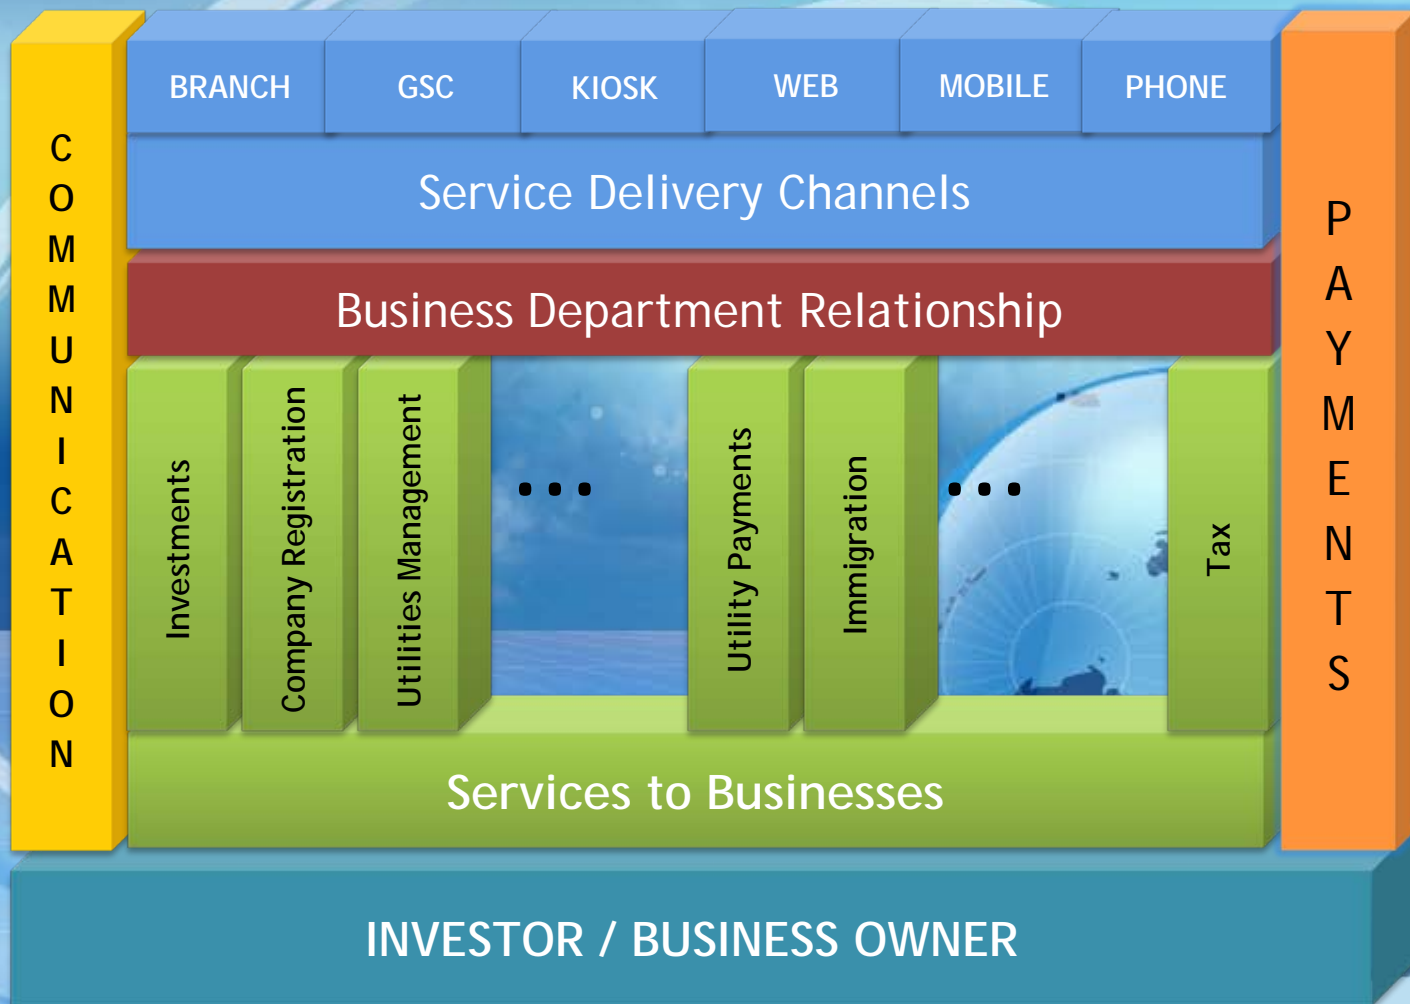 BRANCH
GSC
KIOSK
WEB
MOBILE
PHONE
Service Delivery Channels
Business Department Relationship
COMMUNICATION
Investments
Company Registration
Utilities Management
...
Utility Payments
Immigration
...
Tax
PAYMENTS
Services to Businesses
INVESTOR / BUSINESS OWNER